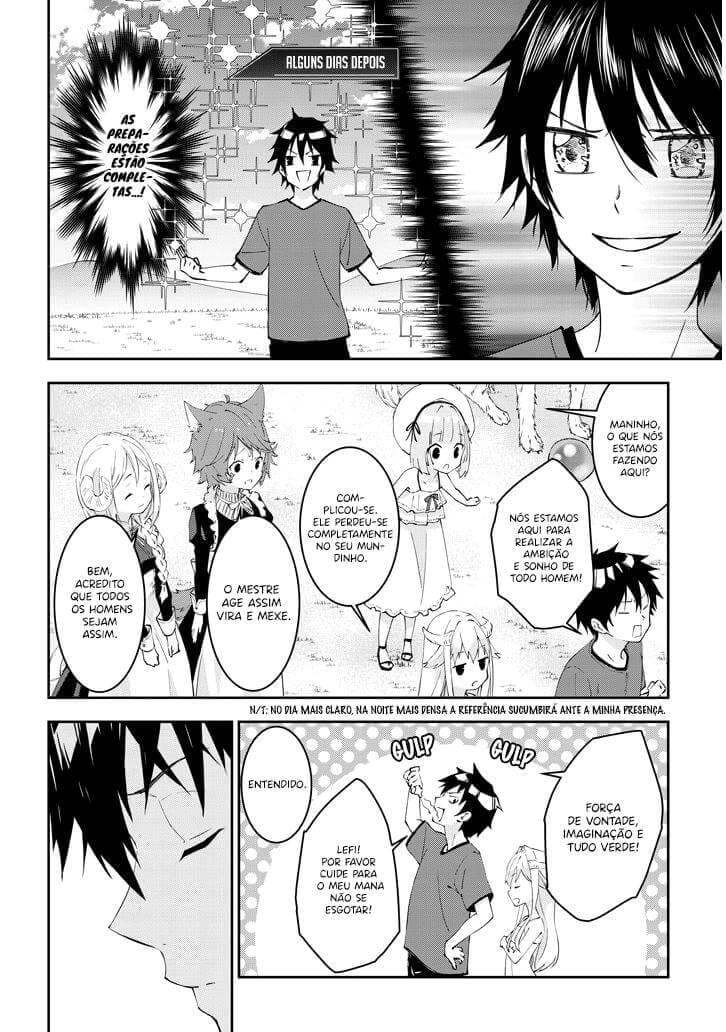 ALGUNS DIAS DEPOIS
AS
PREPA-
RAÇÕES
ESTÃO
COMPLE-
TAS...!
MANINHO,
O QUE NÓS
ESTAMOS
FAZENDO
AQUI?
NÓS ESTAMOS
AQUI PARA
REALIZAR A
AMBIÇÃO
E SONHO DE
TODO HOMEM!
COM-
PLICOU-SE.
ELE PERDEU-SE
COMPLETAMENTE
NO SEU MUN-
DINHO.
O MESTRE
AGE ASSIM
VIRA E MEXE.
BEM,
ACREDITO
QUE TODOS
OS HOMENS
SEJAM
ASSIM.
N/T: NO DIA MAIS CLARO, NA NOITE MAIS DENSA A REFERÊNCIA SUCUMBIRÁ ANTE A MINHA PRESENÇA.
FORÇA
DE VONTADE,
IMAGINAÇÃO E
TUDO VERDE!
GULP
GULP
LEFI!
POR FAVOR
CUIDE PARA
O MEU MANA
NÃO SE
ESGOTAR!
ENTENDIDO.